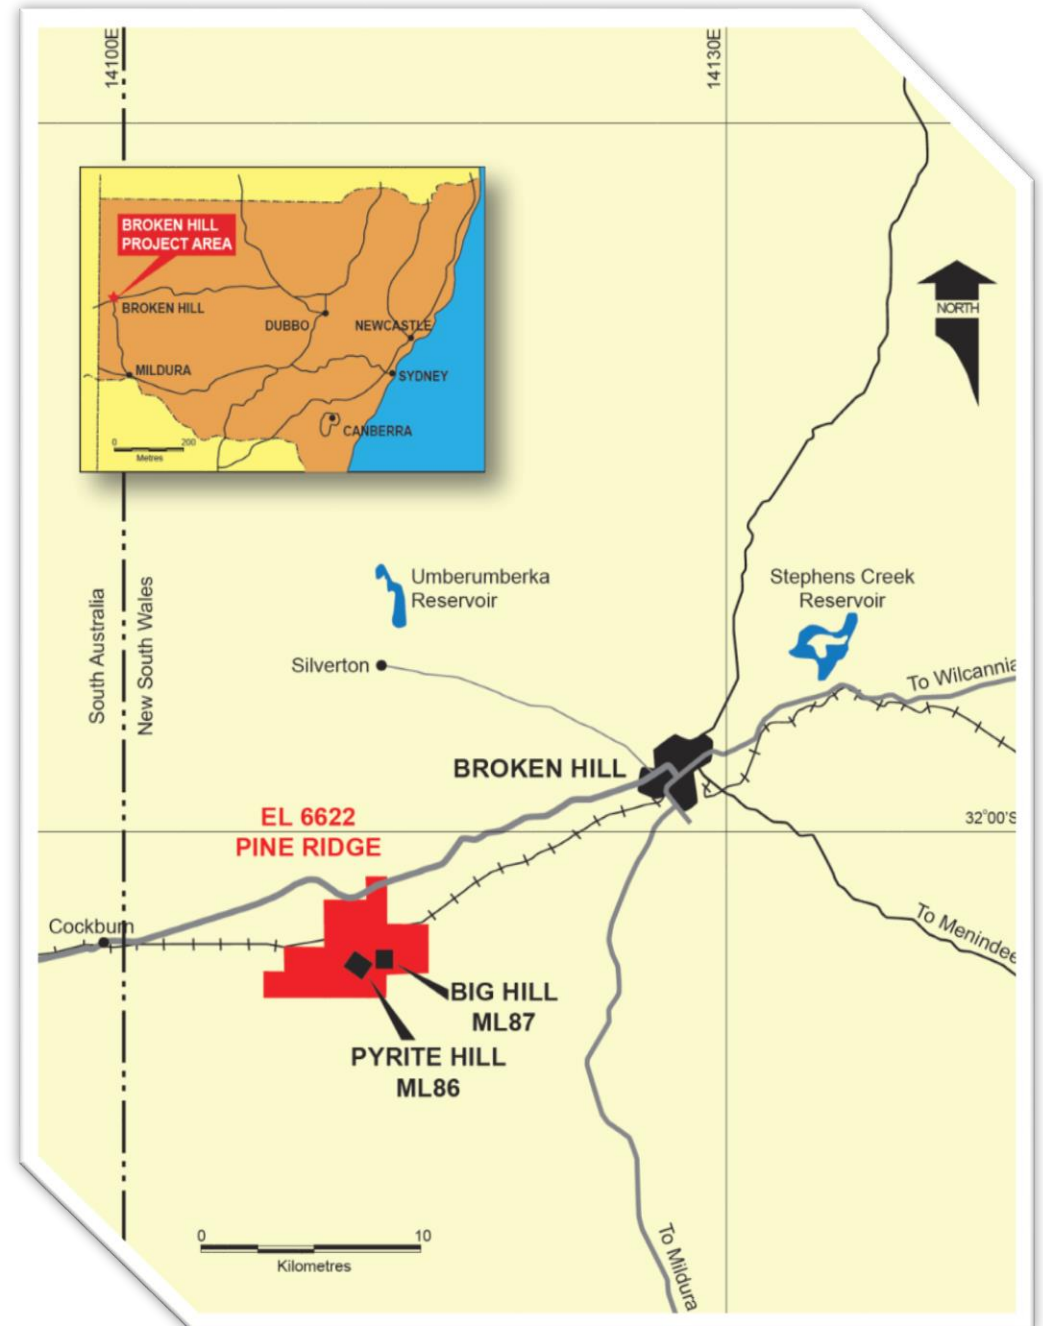 14100E
14130E
BROKEN HILL
PROJECT AREA
BROKEN HILL
DUBBO
NEWCASTLE
MILDURA
SYDNEY
CANBERRA
0
200
Metres
NORTH
South Australia
New South Wales
Umberumberka
Reservoir
Stephens Creek
Reservoir
Silverton
To Wilcannia
BROKEN HILL
EL 6622
PINE RIDGE
32°00'S
Cockburn
To Menindee
BIG HILL
ML87
PYRITE HILL
ML86
0
10
Kilometres
To Mildura